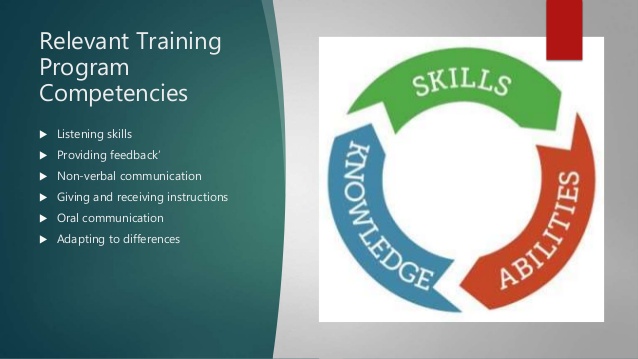 Relevant Training
Program
Competencies
Listening skills
Providing feedback’
Non-verbal communication
Giving and receiving instructions
Oral communication
Adapting to differences
SKILLS
KNOWLEDGE
ABILITIES